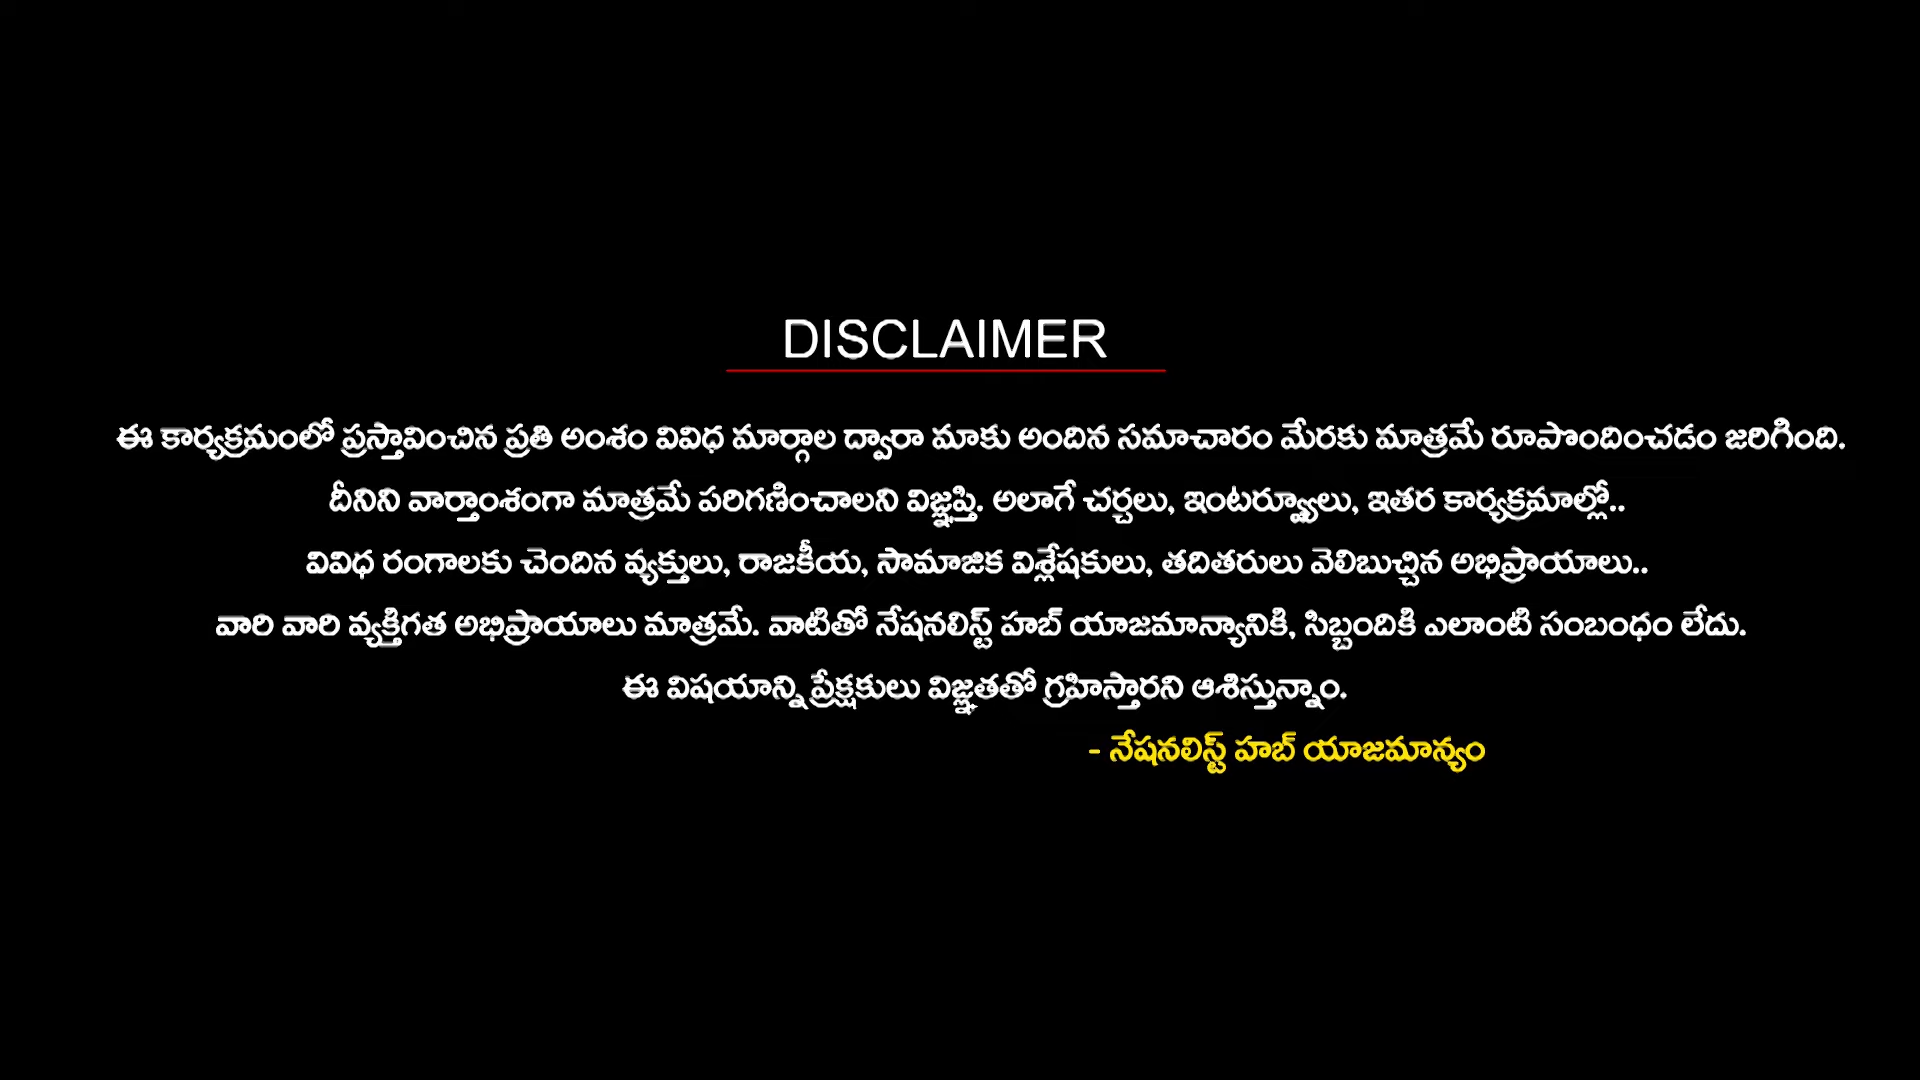 DISCLAIMER
ఈ కార్యక్రమంలో ప్రస్తావించిన ప్రతి అంశం వివిధ మార్గాల ద్వారా మాకు అందిన సమాచారం మేరకు మాత్రమే రూపొందించడం జరిగింది.
దీనిని వార్తాంశంగా మాత్రమే పరిగణించాలని విజ్ఞప్తి. అలాగే చర్చలు, ఇంటర్వ్యూలు, ఇతర కార్యక్రమాల్లో..
వివిధ రంగాలకు చెందిన వ్యక్తులు, రాజకీయ, సామాజిక విశ్లేషకులు, తదితరులు వెలిబుచ్చిన అభిప్రాయాలు..
వారి వారి వ్యక్తిగత అభిప్రాయాలు మాత్రమే. వాటితో నేషనలిస్ట్ హబ్ యాజమాన్యానికి, సిబ్బందికి ఎలాంటి సంబంధం లేదు.
ఈ విషయాన్ని ప్రేక్షకులు విజ్ఞతతో గ్రహిస్తారని ఆశిస్తున్నాం.
- నేషనలిస్ట్ హబ్ యాజమాన్యం